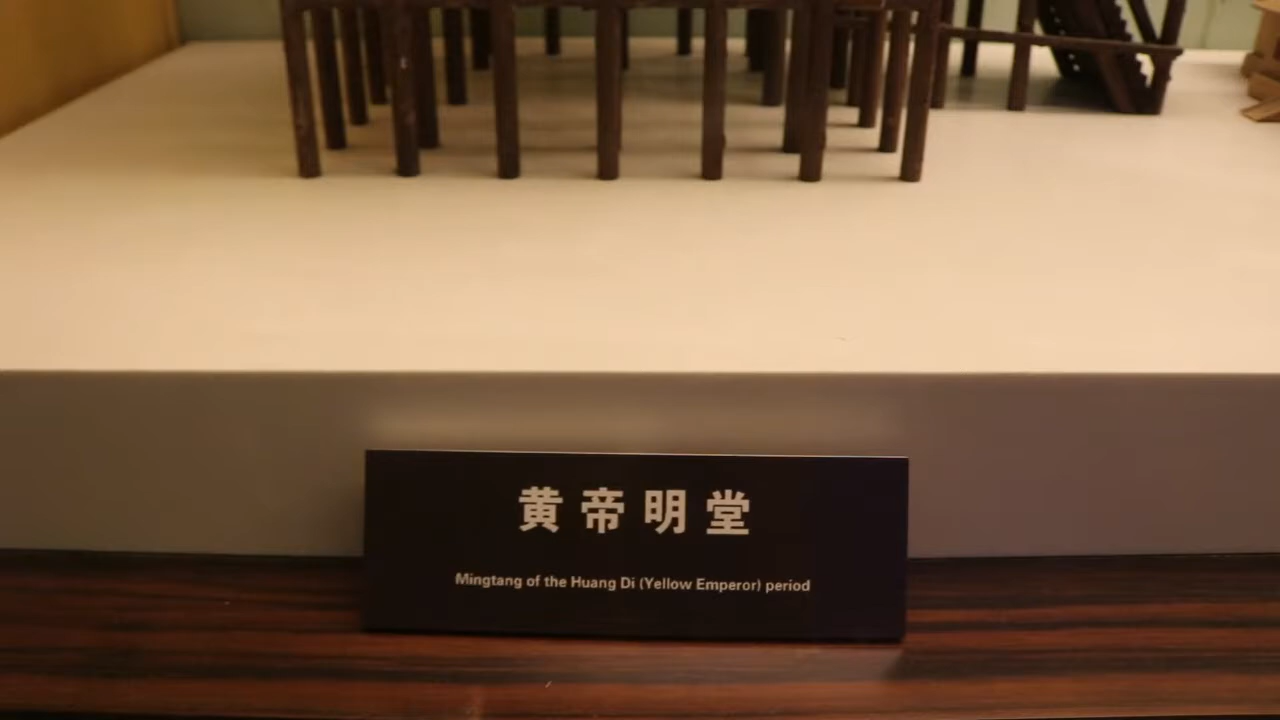 黄帝明堂
Mingtang of the Huang Di (Yellow Emperor) period